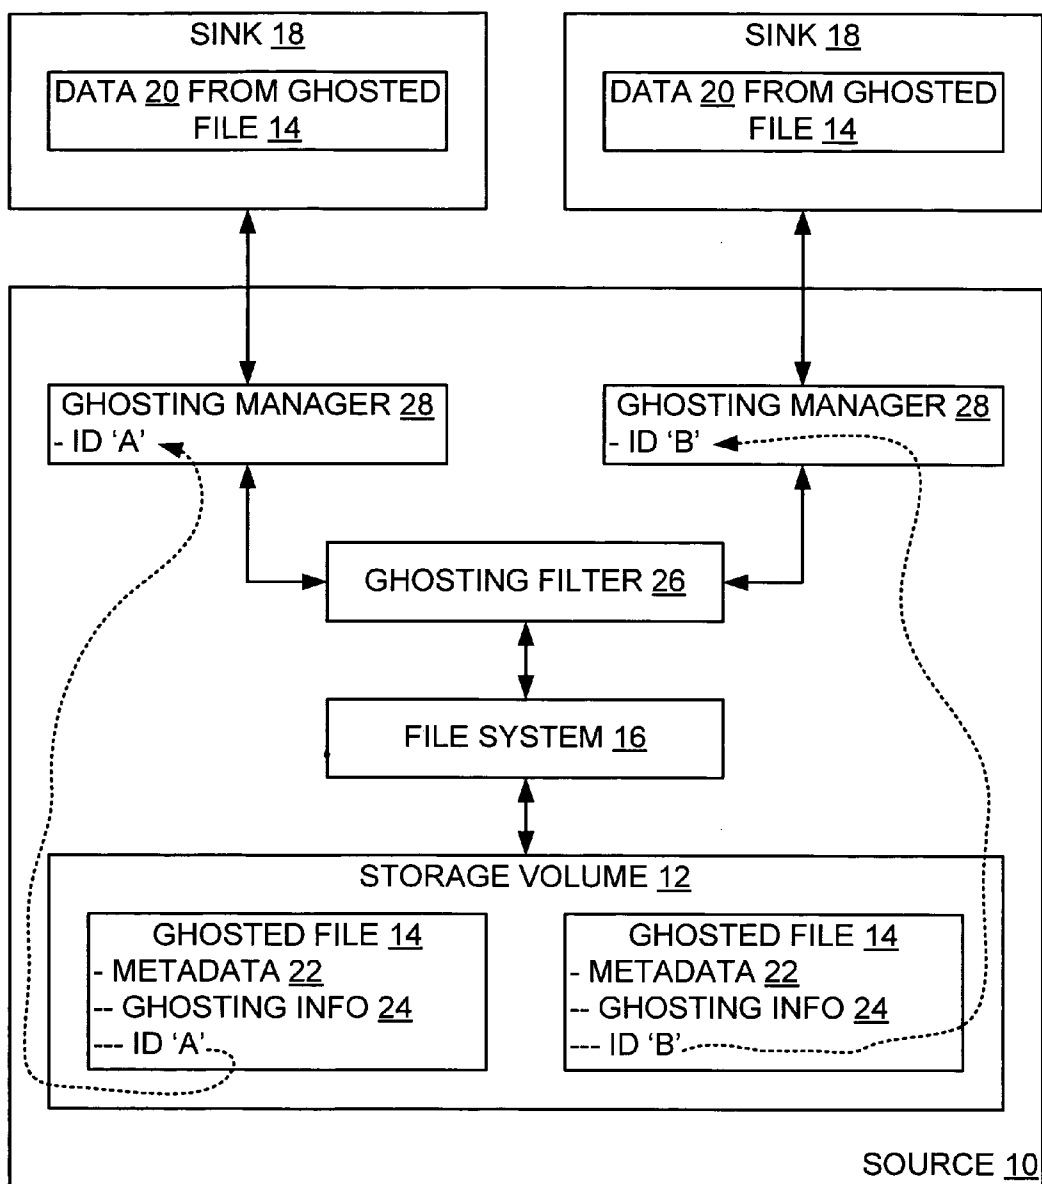 SINK 18
DATA 20 FROM GHOSTED
FILE 14
SINK 18
DATA 20 FROM GHOSTED
FILE 14
GHOSTING MANAGER 28
- ID ‘A’
GHOSTING MANAGER 28
- ID ‘B’
GHOSTING FILTER 26
FILE SYSTEM 16
STORAGE VOLUME 12
GHOSTED FILE 14
- METADATA 22
-- GHOSTING INFO 24
--- ID ‘A’
GHOSTED FILE 14
- METADATA 22
-- GHOSTING INFO 24
--- ID ‘B’
SOURCE 10